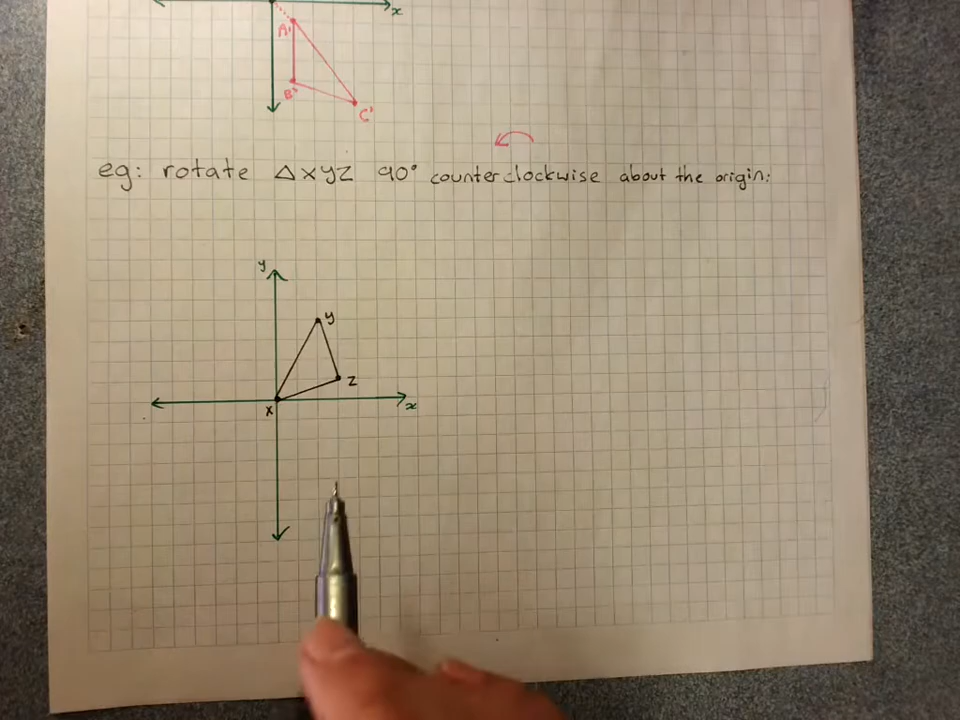 x
A'
B'
C'
eg: rotate △XYZ 90° counterclockwise about the origin:
y
y
z
x
x